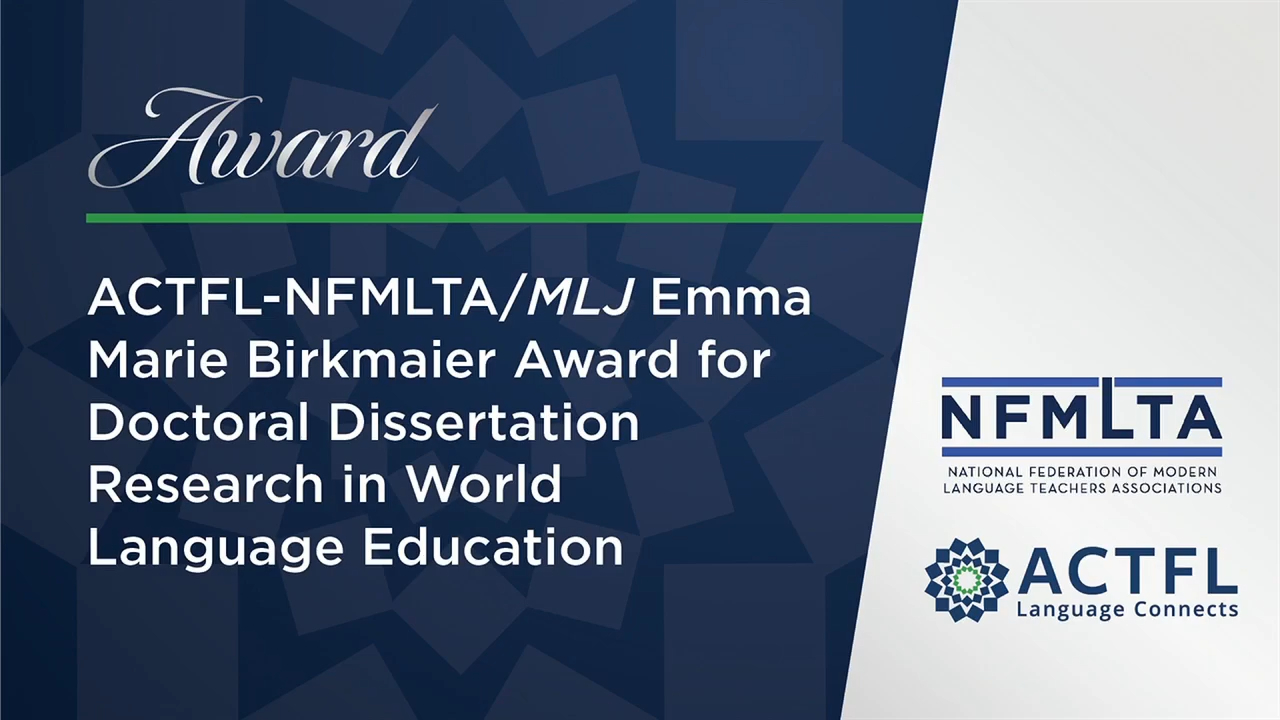 Award
ACTFL-NFMLTA/MLJ Emma
Marie Birkmaier Award for
Doctoral Dissertation
Research in World
Language Education
NFMLTA
NATIONAL FEDERATION OF MODERN
LANGUAGE TEACHERS ASSOCIATIONS
ACTFL
Language Connects